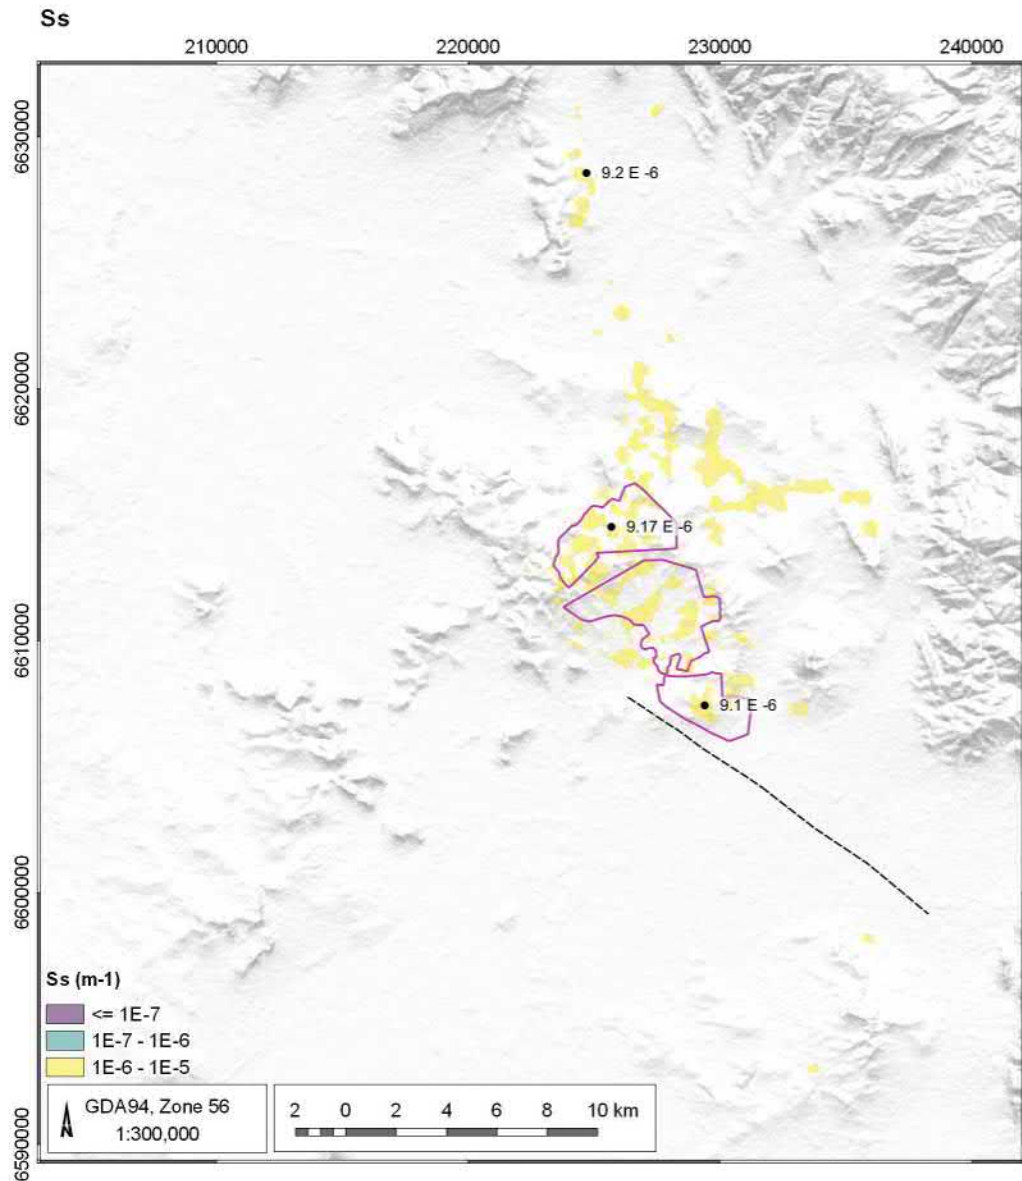 Ss
210000 220000 230000 240000
6630000
9.2 E -6
6620000
9.17 E -6
6610000
9.1 E -6
6600000
Ss (m-1)
<= 1E-7
1E-7 - 1E-6
1E-6 - 1E-5
GDA94, Zone 56
1:300,000
2 0 2 4 6 8 10 km
6590000